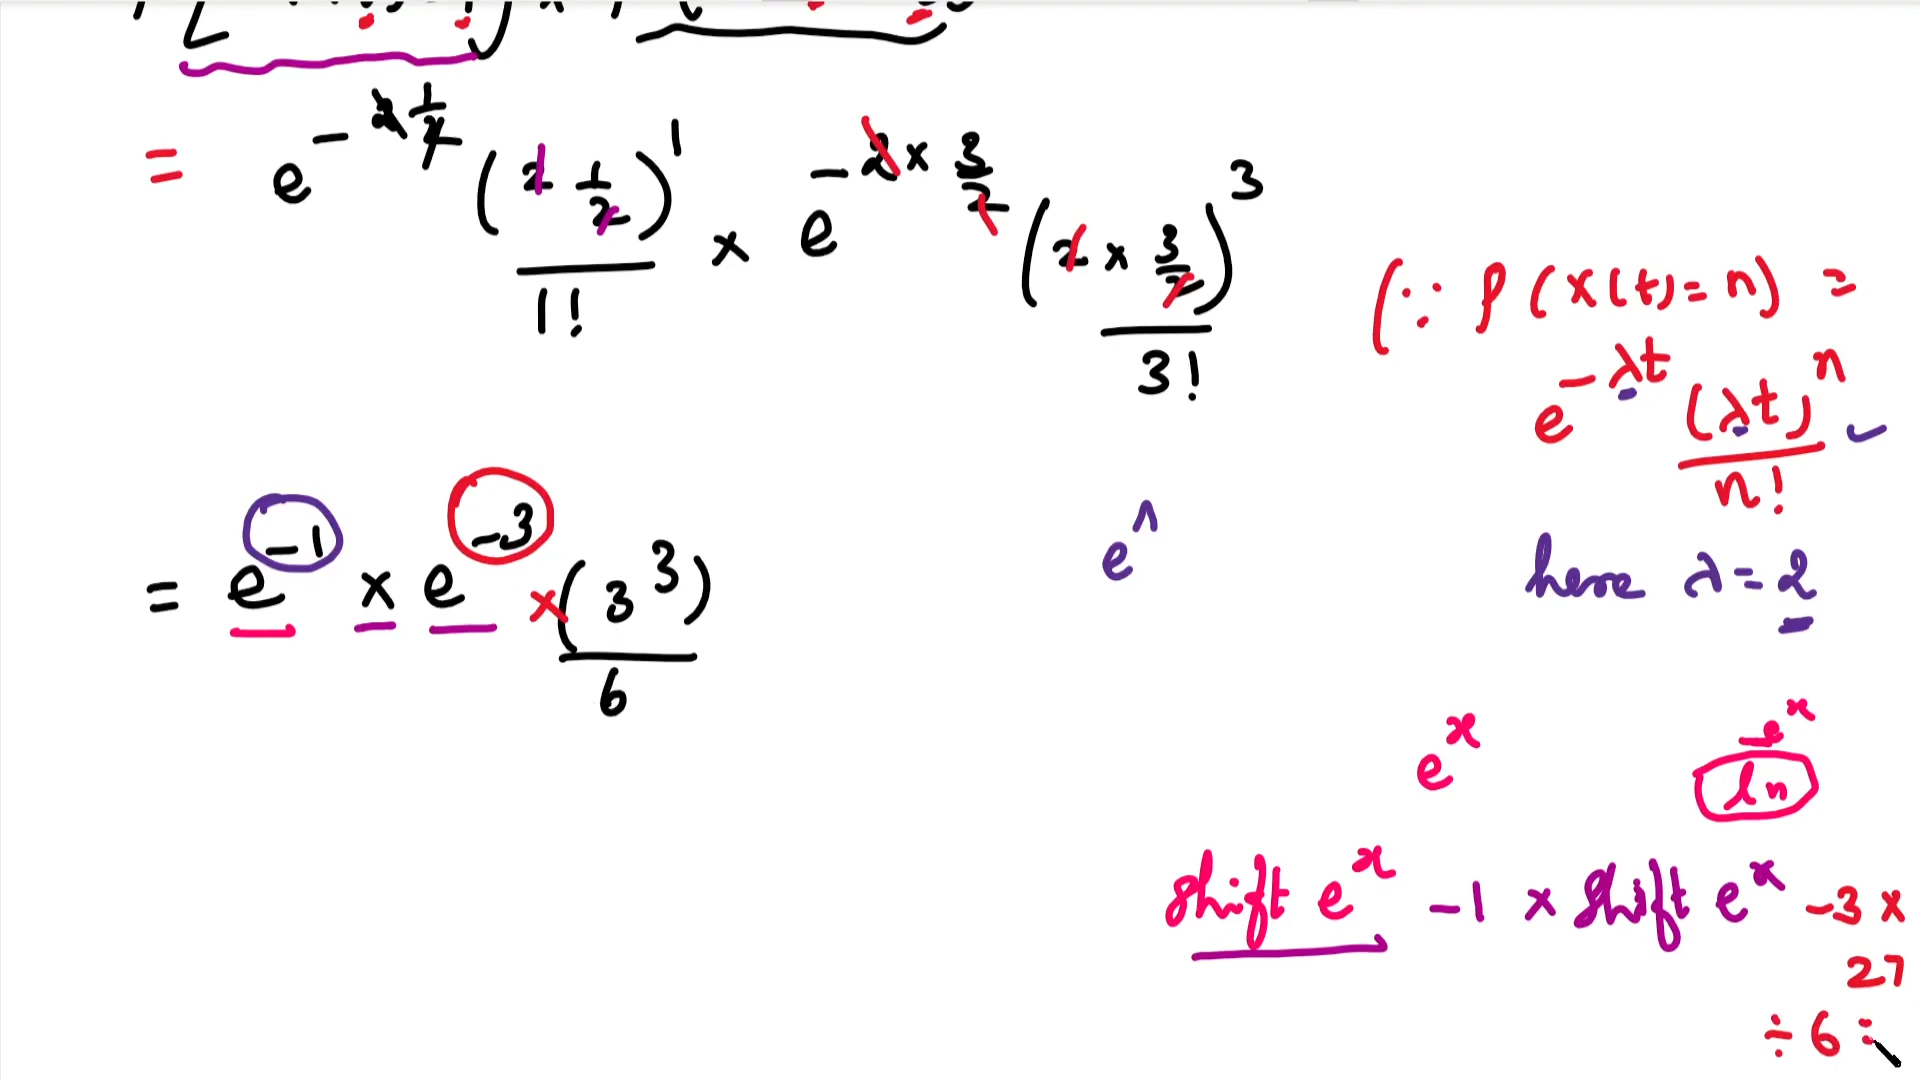 = e^{-2 1/2} (2 1/2)^1 / 1! × e^{-2 × 3/2} (2 × 3/2)^3 / 3!
(∵ P(X(t) = n) =
e^{-λt} (λt)^n / n!
here λ = 2
= e^{-1} × e^{-3} × (3^3) / 6
e^
e^x
e^x
ln
shift e^x -1 × shift e^x -3 ×
27
÷ 6 =